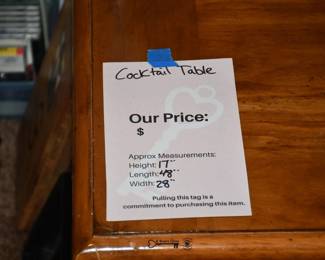 Cocktail Table
Our Price:
$
Approx Measurements:
Height: 17"
Length: 48"
Width: 28"
Pulling this tag is a
commitment to purchasing this item.